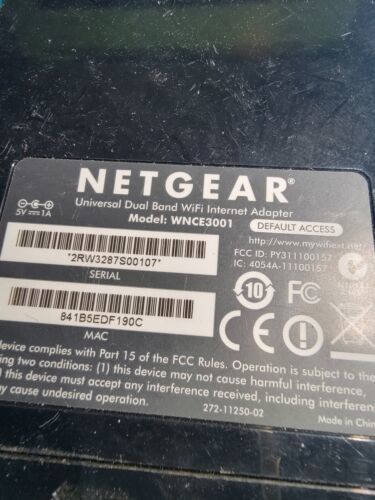 NETGEAR®
Universal Dual Band WiFi Internet Adapter
Model: WNCE3001
DEFAULT ACCESS
5V 1A
http://www.mywifiext.net/
FCC ID: PY311100157
IC: 4054A-11100157
*2RW3287S00107*
SERIAL
10
FC
841B5EDF190C
MAC
CE
device complies with Part 15 of the FCC Rules. Operation is subject to the
ing two conditions: (1) this device may not cause harmful interference,
) this device must accept any interference received, including
ay cause undesired operation.
272-11250-02
Made in Chin